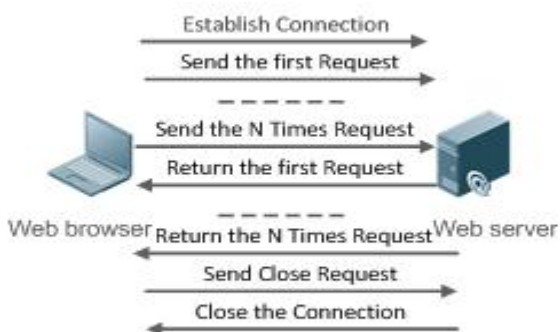 Establish Connection
Send the first Request
Send the N Times Request
Return the first Request
Web browser
Web server
Return the N Times Request
Send Close Request
Close the Connection